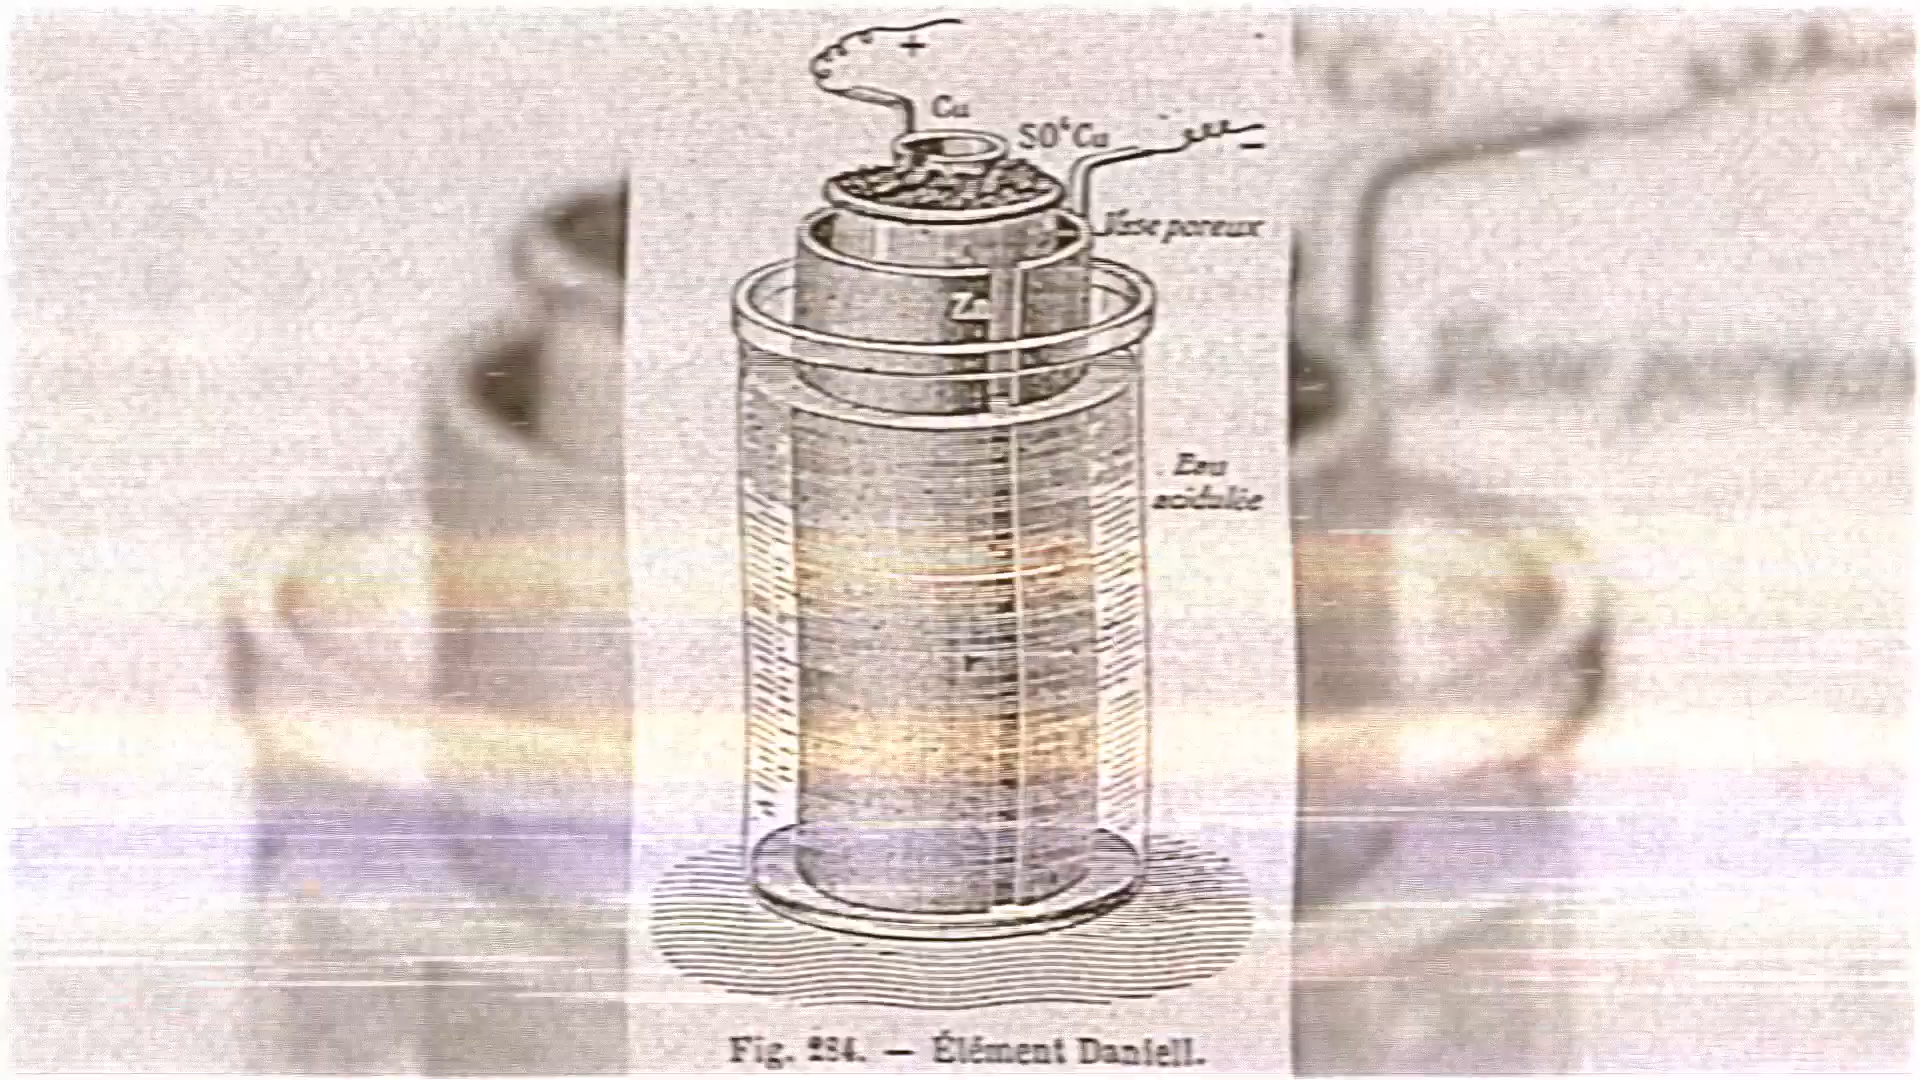 +
Cu
SO⁴Cu
−
Vase poreux
Zn
Eau
acidulée
Fig. 284. — Élément Daniell.